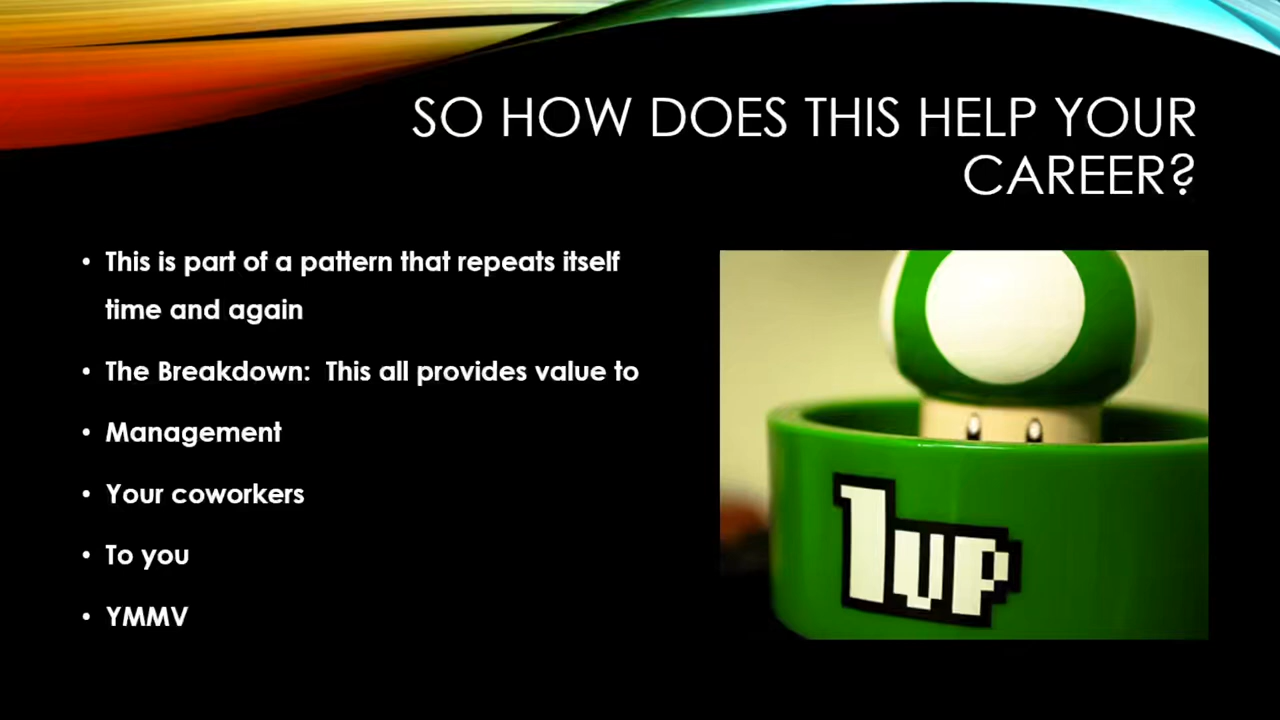 SO HOW DOES THIS HELP YOUR
CAREER?
• This is part of a pattern that repeats itself
time and again
• The Breakdown:  This all provides value to
• Management
• Your coworkers
• To you
• YMMV
1UP